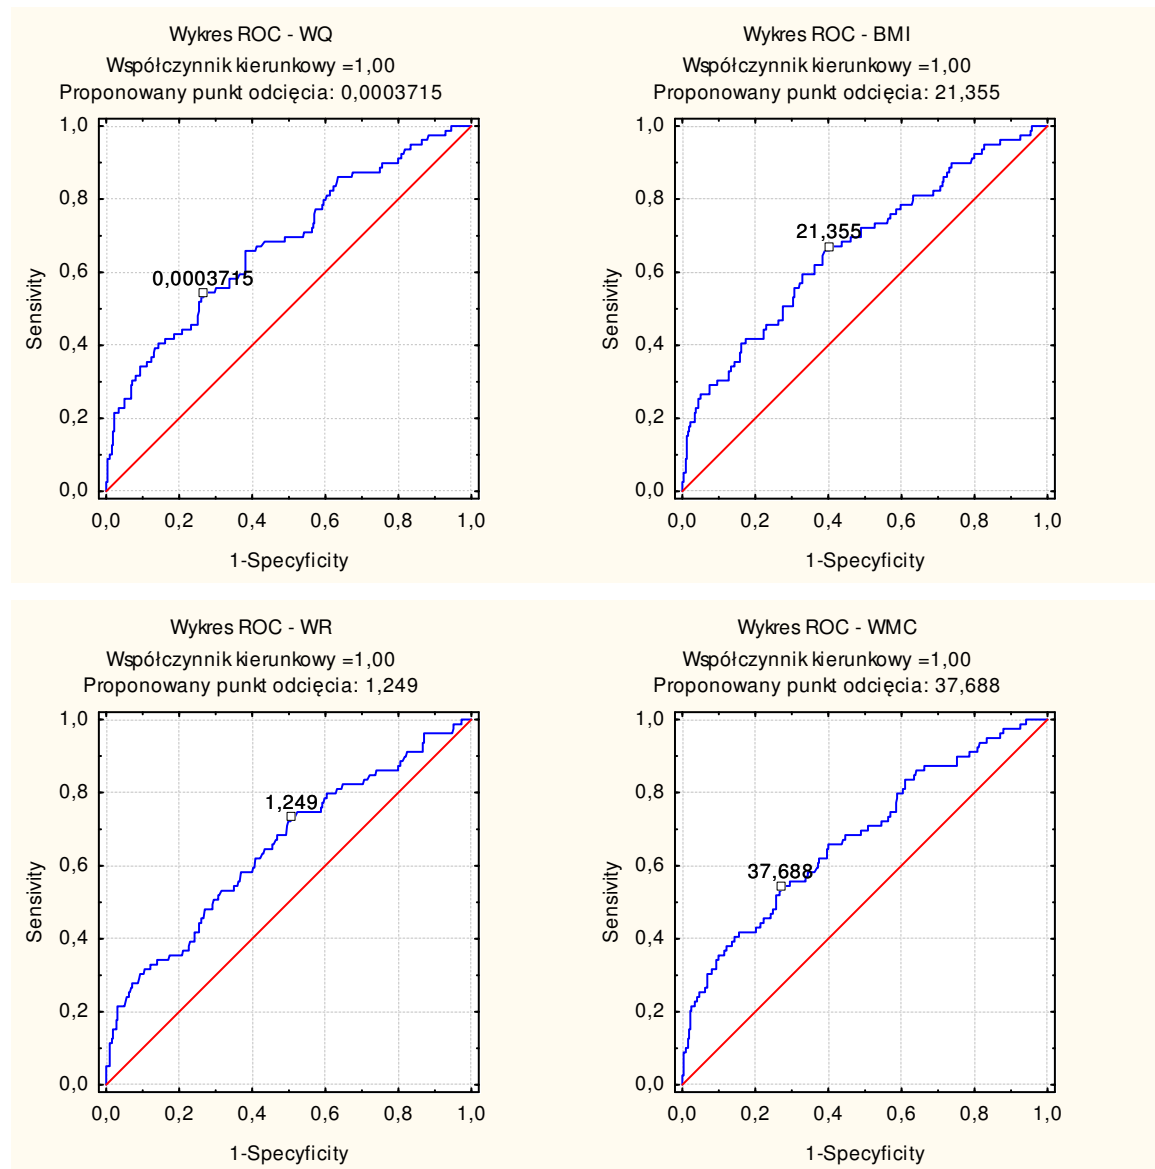 Wykres ROC - WQ
Współczynnik kierunkowy =1,00
Proponowany punkt odcięcia: 0,0003715
1,0
0,8
0,6
0,4
0,2
0,0
Sensivity
0,0003715
0,0 0,2 0,4 0,6 0,8 1,0
1-Specyficity
Wykres ROC - BMI
Współczynnik kierunkowy =1,00
Proponowany punkt odcięcia: 21,355
1,0
0,8
0,6
0,4
0,2
0,0
Sensivity
21,355
0,0 0,2 0,4 0,6 0,8 1,0
1-Specyficity
Wykres ROC - WR
Współczynnik kierunkowy =1,00
Proponowany punkt odcięcia: 1,249
1,0
0,8
0,6
0,4
0,2
0,0
Sensivity
1,249
0,0 0,2 0,4 0,6 0,8 1,0
1-Specyficity
Wykres ROC - WMC
Współczynnik kierunkowy =1,00
Proponowany punkt odcięcia: 37,688
1,0
0,8
0,6
0,4
0,2
0,0
Sensivity
37,688
0,0 0,2 0,4 0,6 0,8 1,0
1-Specyficity